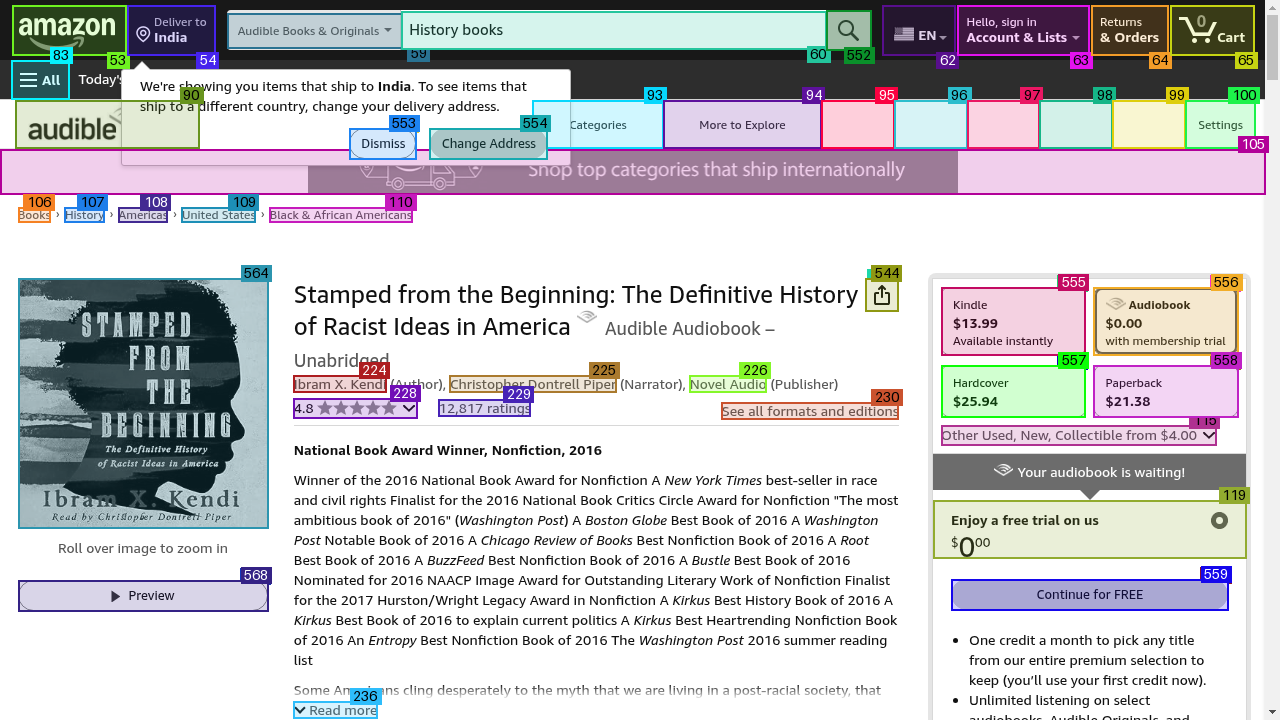 amazon
Deliver to
India
Audible Books & Originals
History books
EN
Hello, sign in
Account & Lists
Returns
& Orders
0
Cart
59
60
552
62
63
64
65
83
53
54
All
Today's
We're showing you items that ship to India. To see items that
ship to a different country, change your delivery address.
Dismiss
Change Address
553
554
90
audible
93
94
95
96
97
98
99
100
Categories
More to Explore
Settings
105
Shop top categories that ship internationally
106
107
108
109
110
Books › History › Americas › United States › Black & African Americans
564
STAMPED
FROM
THE
BEGINNING
The Definitive History
of Racist Ideas in America
Ibram X. Kendi
Read by Christopher Dontrell Piper
Roll over image to zoom in
568
Preview
544
Stamped from the Beginning: The Definitive History
of Racist Ideas in America Audible Audiobook –
Unabridged
224
225
226
Ibram X. Kendi (Author), Christopher Dontrell Piper (Narrator), Novel Audio (Publisher)
228
229
230
4.8
12,817 ratings
See all formats and editions
National Book Award Winner, Nonfiction, 2016
Winner of the 2016 National Book Award for Nonfiction A New York Times best-seller in race
and civil rights Finalist for the 2016 National Book Critics Circle Award for Nonfiction "The most
ambitious book of 2016" (Washington Post) A Boston Globe Best Book of 2016 A Washington
Post Notable Book of 2016 A Chicago Review of Books Best Nonfiction Book of 2016 A Root
Best Book of 2016 A BuzzFeed Best Nonfiction Book of 2016 A Bustle Best Book of 2016
Nominated for 2016 NAACP Image Award for Outstanding Literary Work of Nonfiction Finalist
for the 2017 Hurston/Wright Legacy Award in Nonfiction A Kirkus Best History Book of 2016 A
Kirkus Best Book of 2016 to explain current politics A Kirkus Best Heartrending Nonfiction Book
of 2016 An Entropy Best Nonfiction Book of 2016 The Washington Post 2016 summer reading
list
Some Americans cling desperately to the myth that we are living in a post-racial society, that
236
Read more
555
Kindle
$13.99
Available instantly
556
Audiobook
$0.00
with membership trial
557
Hardcover
$25.94
558
Paperback
$21.38
115
Other Used, New, Collectible from $4.00
Your audiobook is waiting!
119
Enjoy a free trial on us
$000
559
Continue for FREE
• One credit a month to pick any title
from our entire premium selection to
keep (you'll use your first credit now).
• Unlimited listening on select
audiobooks, Audible Originals, and